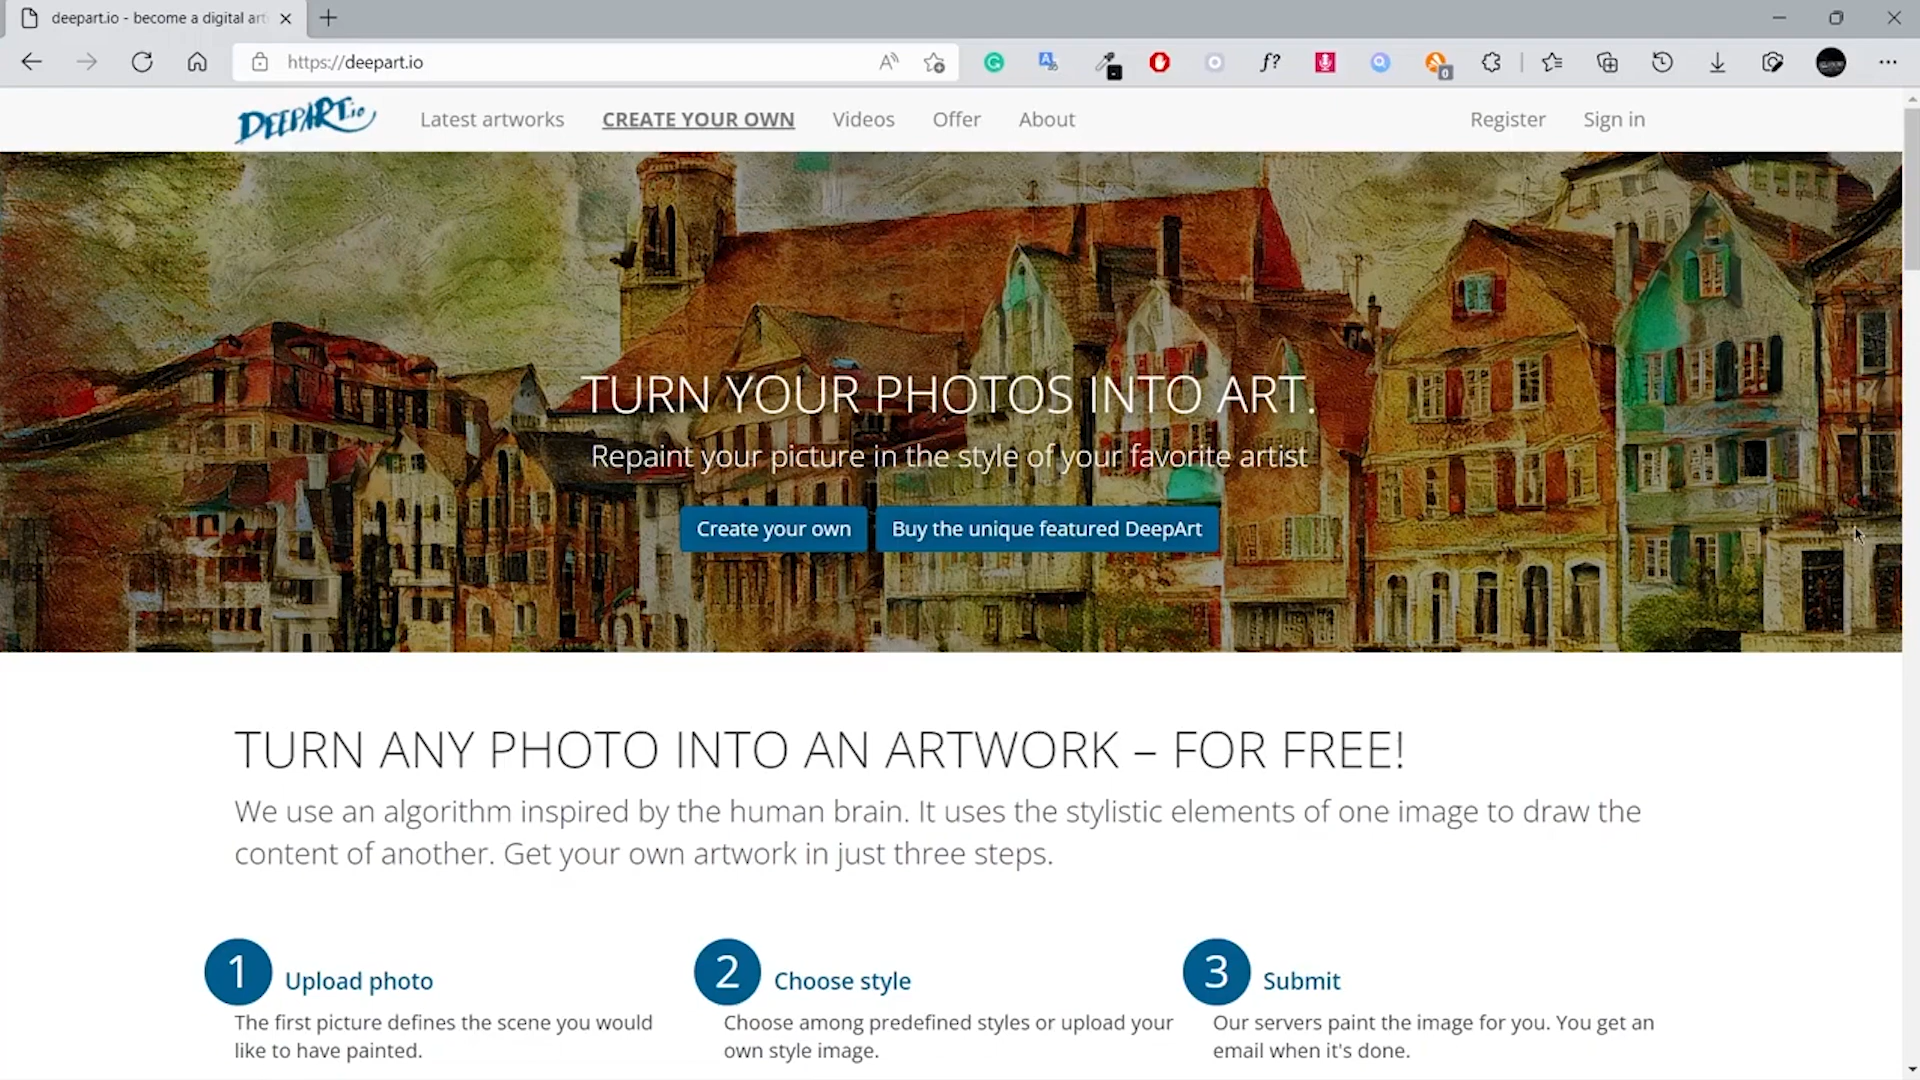 deepart.io - become a digital art
https://deepart.io
DEEPART.io
Latest artworks
CREATE YOUR OWN
Videos
Offer
About
Register
Sign in
TURN YOUR PHOTOS INTO ART.
Repaint your picture in the style of your favorite artist
Create your own
Buy the unique featured DeepArt
TURN ANY PHOTO INTO AN ARTWORK – FOR FREE!
We use an algorithm inspired by the human brain. It uses the stylistic elements of one image to draw the
content of another. Get your own artwork in just three steps.
1 Upload photo
The first picture defines the scene you would
like to have painted.
2 Choose style
Choose among predefined styles or upload your
own style image.
3 Submit
Our servers paint the image for you. You get an
email when it's done.